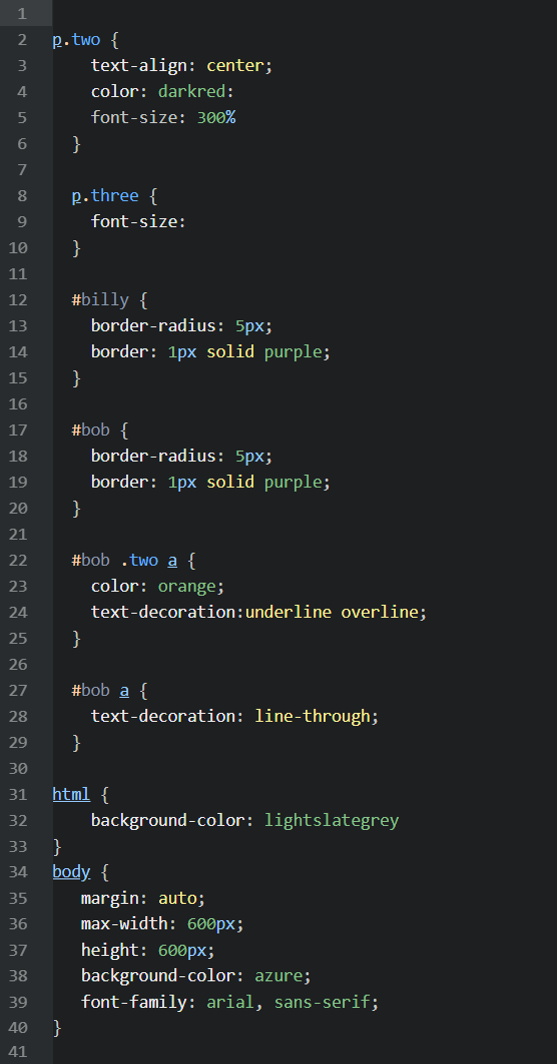 1
2 p.two {
3 text-align: center;
4 color: darkred:
5 font-size: 300%
6 }
7
8 p.three {
9 font-size:
10 }
11
12 #billy {
13 border-radius: 5px;
14 border: 1px solid purple;
15 }
16
17 #bob {
18 border-radius: 5px;
19 border: 1px solid purple;
20 }
21
22 #bob .two a {
23 color: orange;
24 text-decoration:underline overline;
25 }
26
27 #bob a {
28 text-decoration: line-through;
29 }
30
31 html {
32 background-color: lightslategrey
33 }
34 body {
35 margin: auto;
36 max-width: 600px;
37 height: 600px;
38 background-color: azure;
39 font-family: arial, sans-serif;
40 }
41